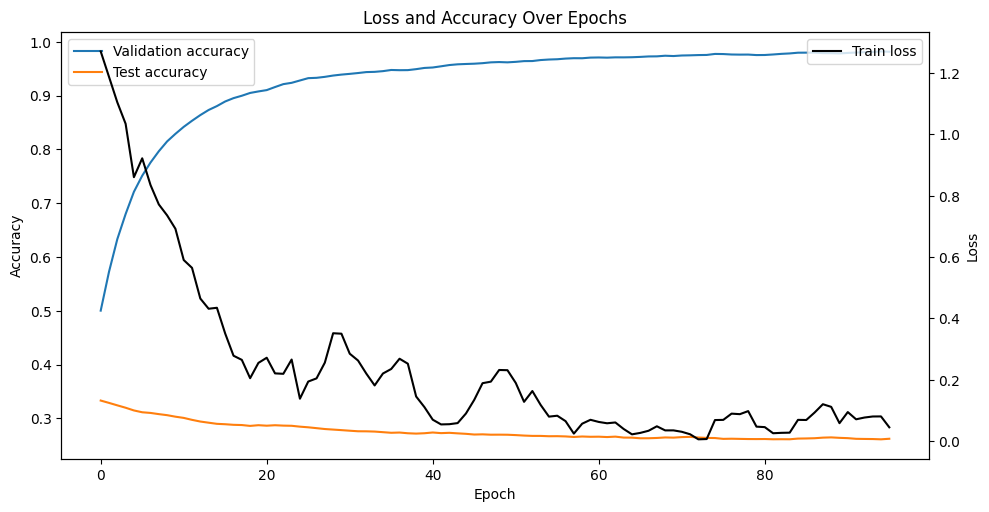 Loss and Accuracy Over Epochs
Validation accuracy
Test accuracy
Train loss
Accuracy
1.0
0.9
0.8
0.7
0.6
0.5
0.4
0.3
Loss
1.2
1.0
0.8
0.6
0.4
0.2
0.0
0 20 40 60 80
Epoch